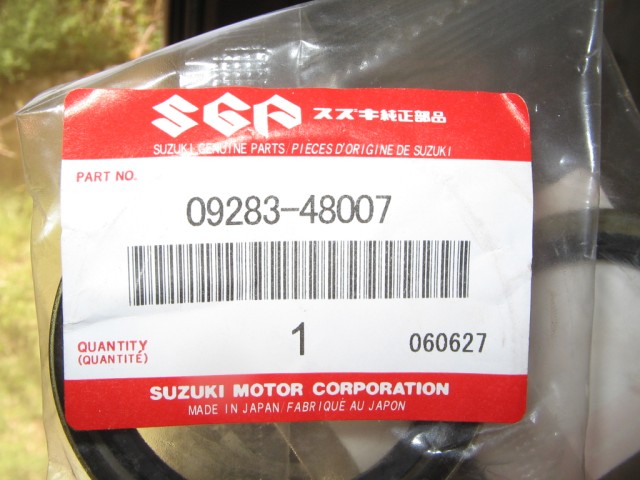 SGP スズキ純正部品
SUZUKI GENUINE PARTS/PIÈCES D'ORIGINE DE SUZUKI
PART NO.
09283-48007
QUANTITY 1 060627
(QUANTITÉ)
SUZUKI MOTOR CORPORATION
MADE IN JAPAN/FABRIQUÉ AU JAPON